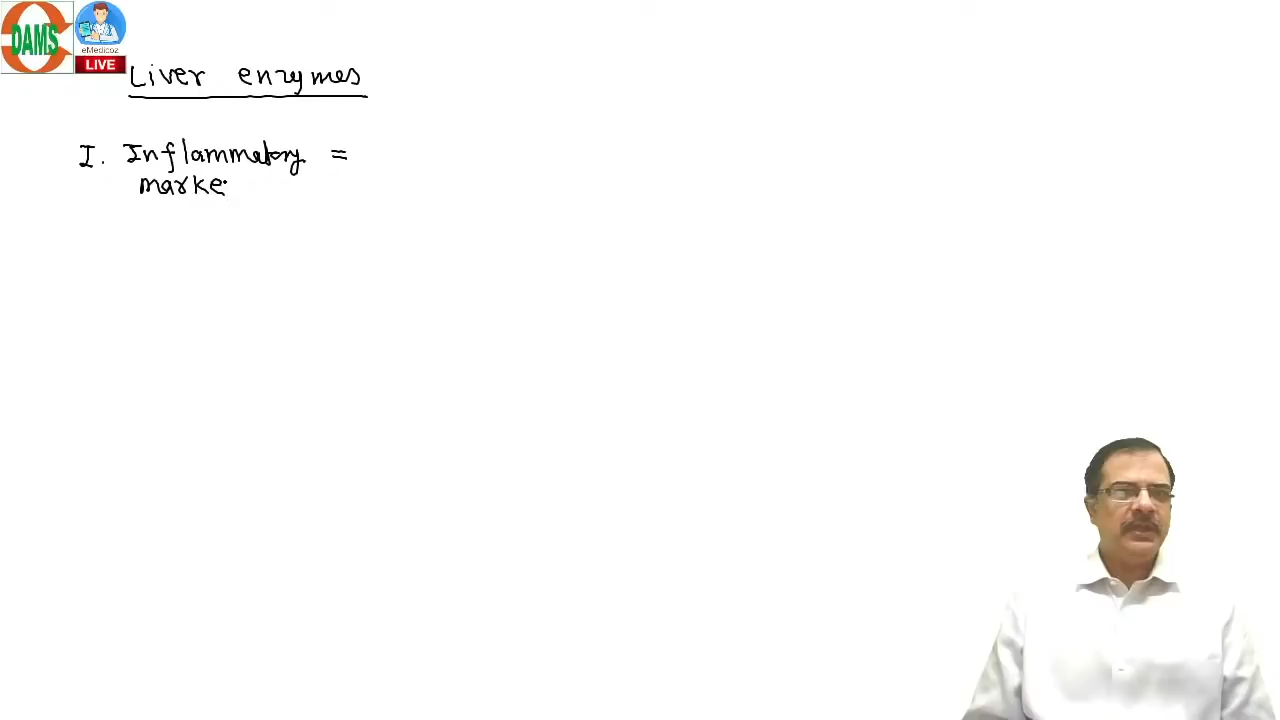 DAMS
eMedicoz
LIVE
Liver enzymes
I. Inflammatory =
marke